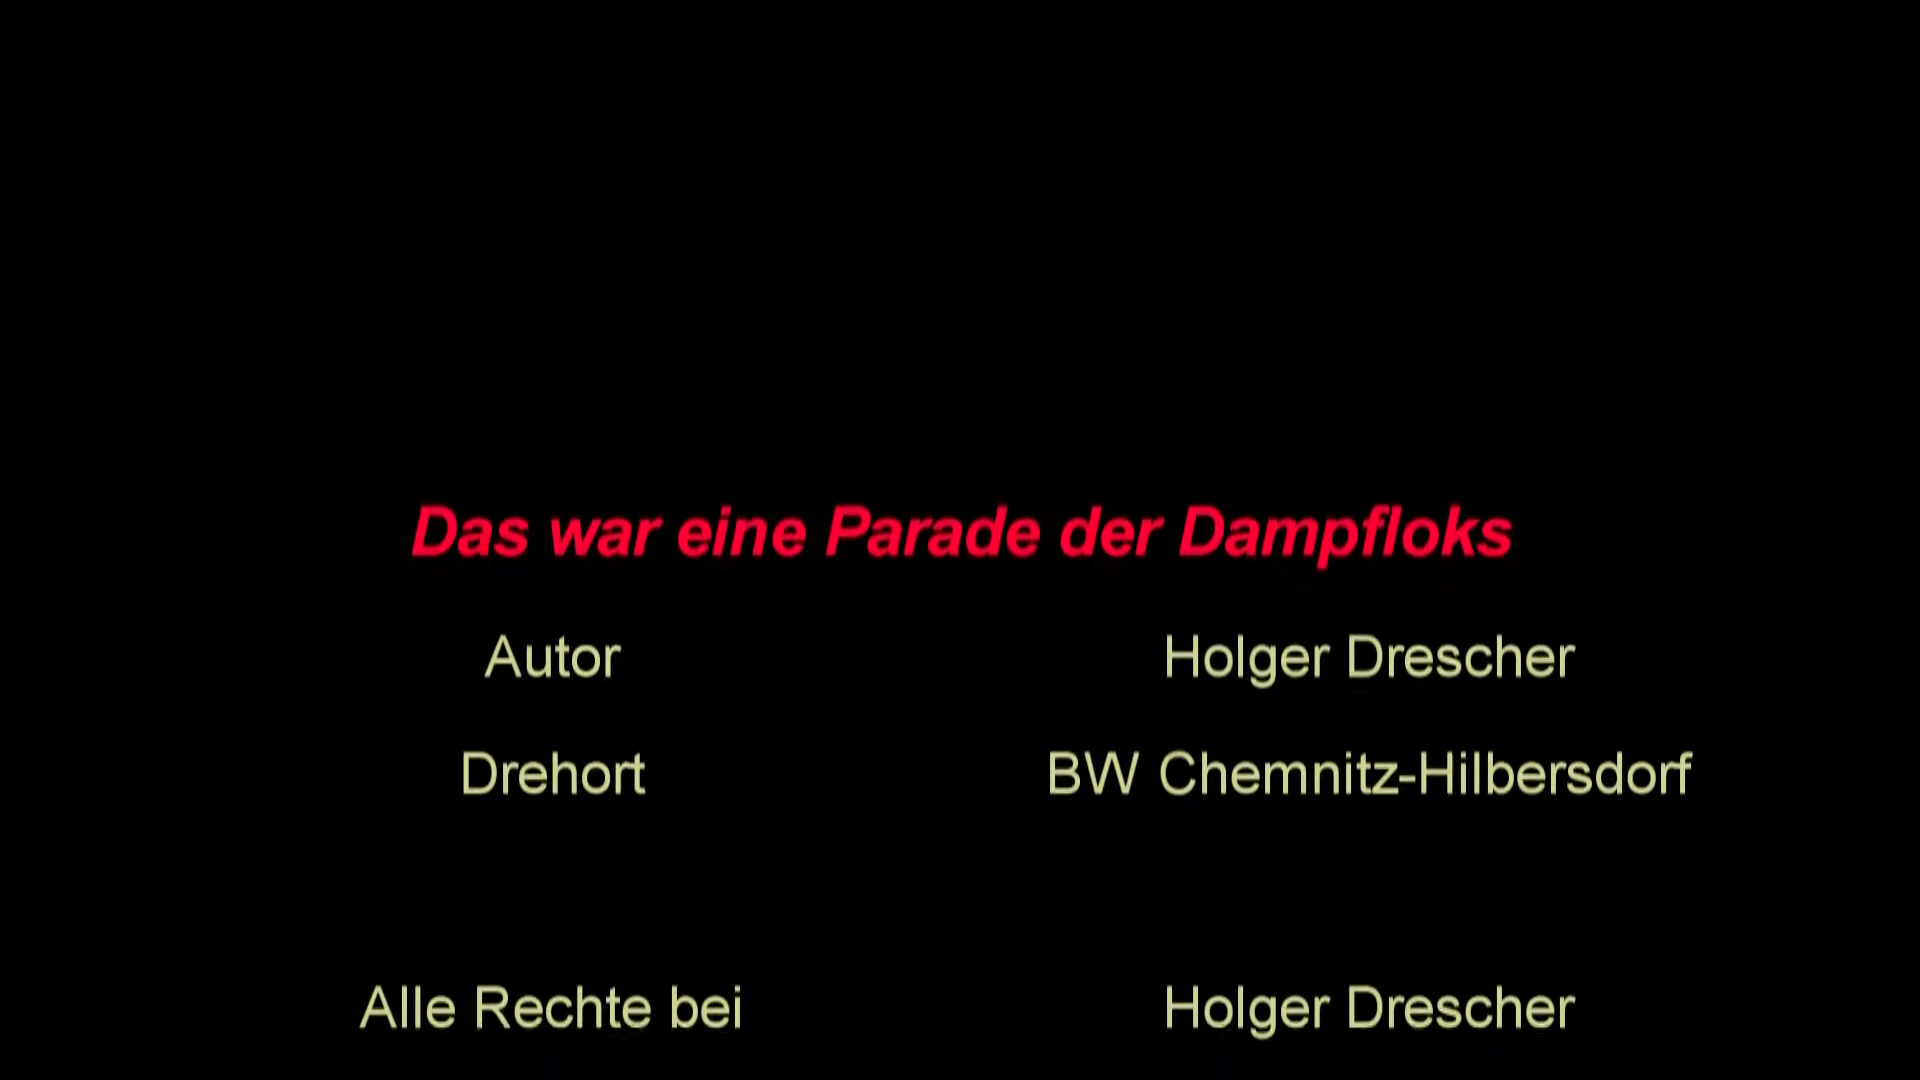 Das war eine Parade der Dampfloks
Autor Holger Drescher
Drehort BW Chemnitz-Hilbersdorf
Alle Rechte bei Holger Drescher